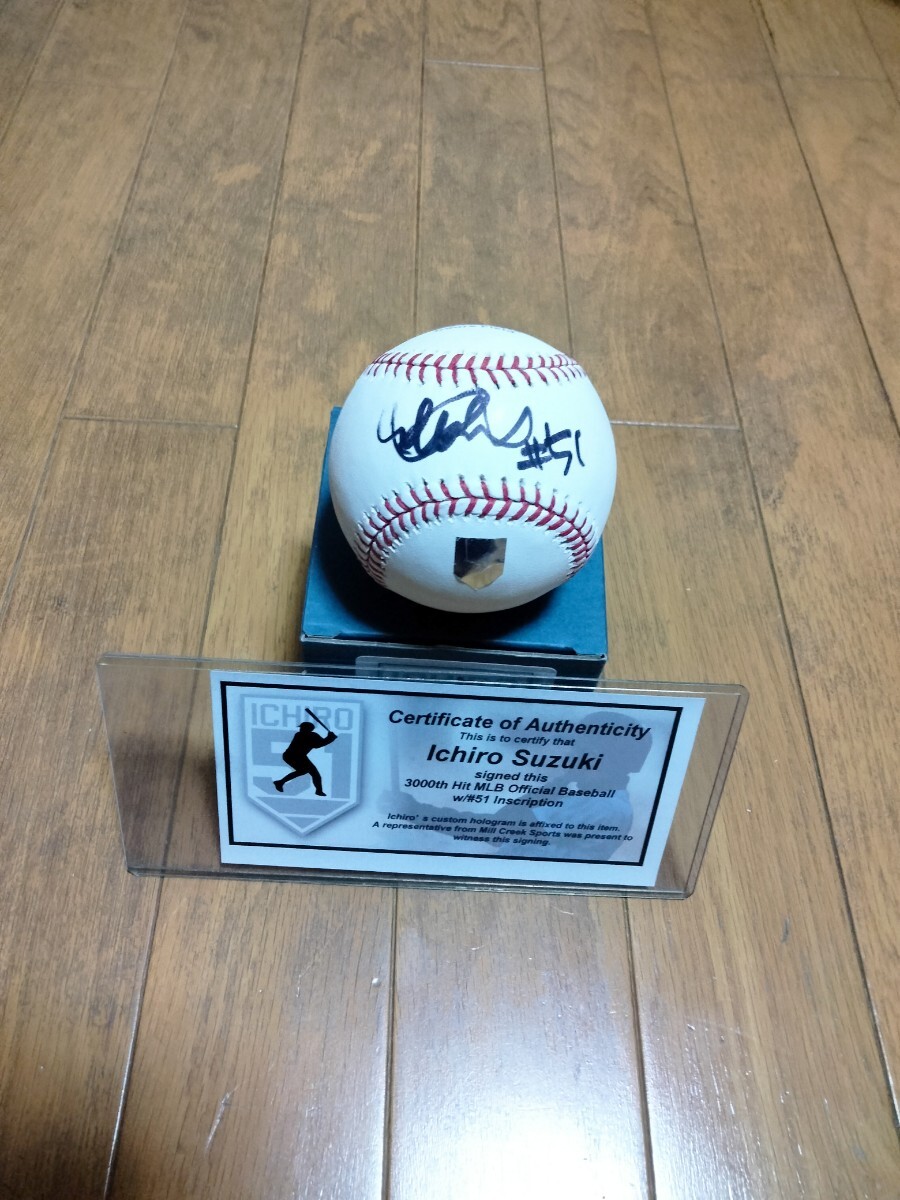 #51
ICHIRO
51
Certificate of Authenticity
This is to certify that
Ichiro Suzuki
signed this
3000th Hit MLB Official Baseball
w/#51 Inscription
Ichiro' s custom hologram is affixed to this item.
A representative from Mill Creek Sports was present to
witness this signing.